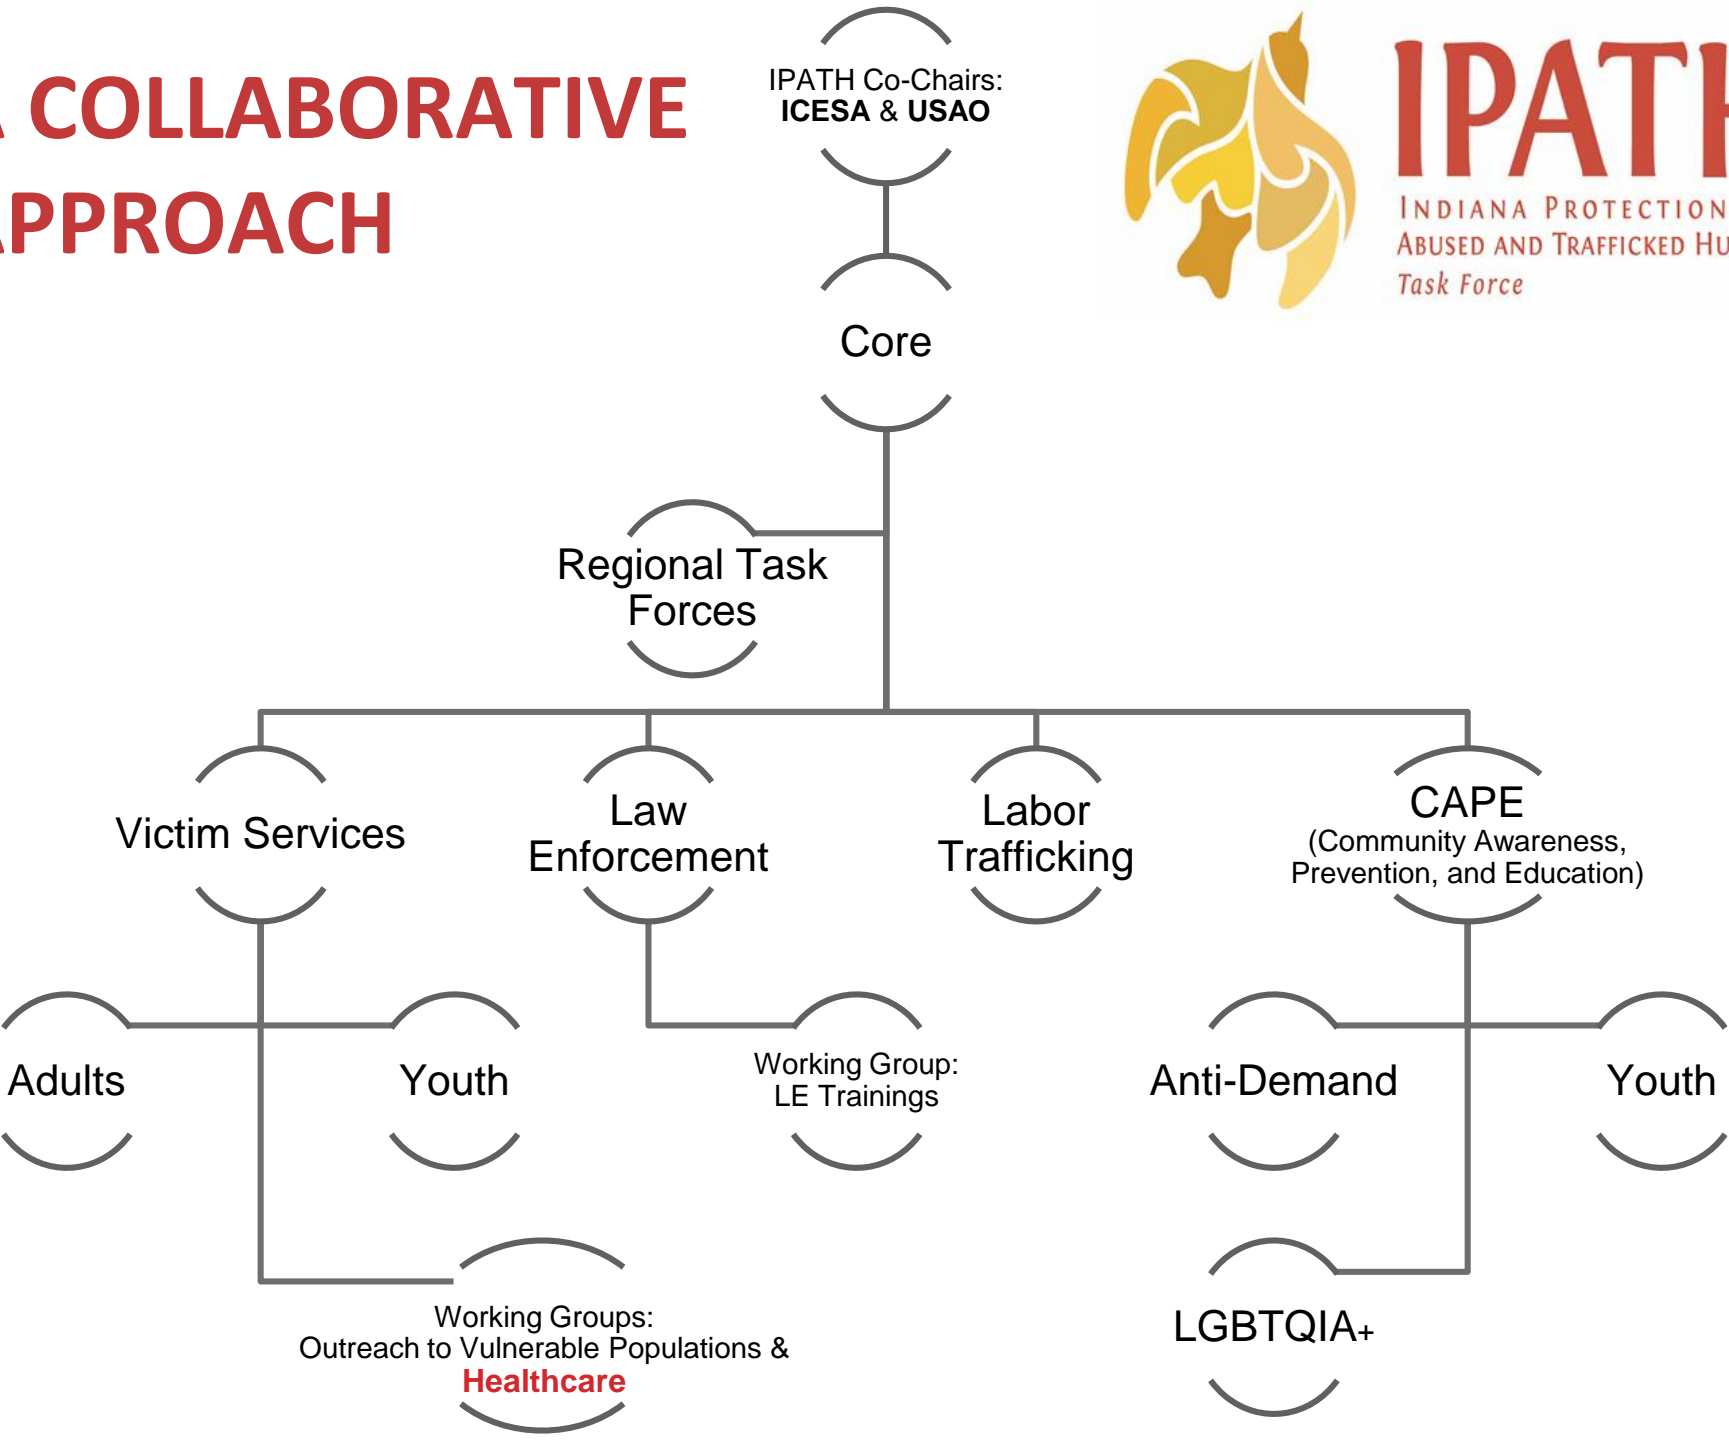 A COLLABORATIVE
APPROACH
IPATH Co-Chairs:
ICESA & USAO
IPATH
INDIANA PROTECTION
ABUSED AND TRAFFICKED HU
Task Force
Core
Regional Task
Forces
Victim Services
Law
Enforcement
Labor
Trafficking
CAPE
(Community Awareness,
Prevention, and Education)
Adults
Youth
Working Group:
LE Trainings
Anti-Demand
Youth
Working Groups:
Outreach to Vulnerable Populations &
Healthcare
LGBTQIA+